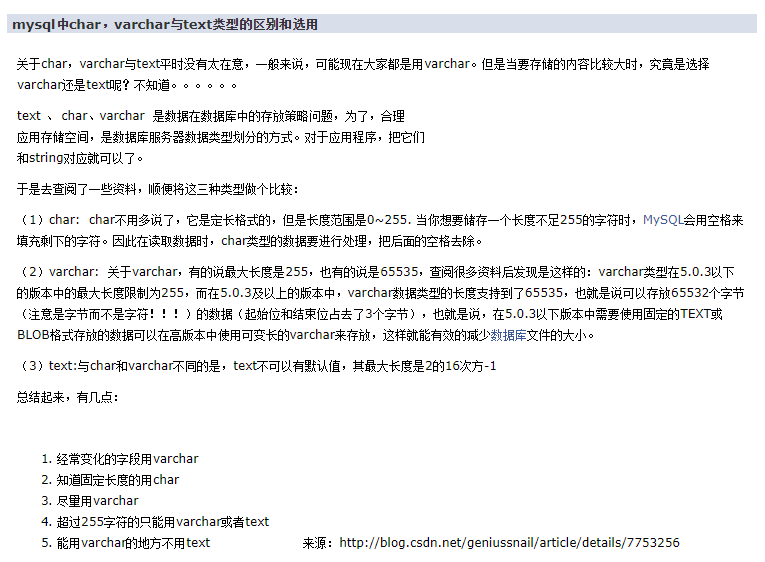 mysql中char，varchar与text类型的区别和选用
关于char，varchar与text平时没有太在意，一般来说，可能现在大家都是用varchar。但是当要存储的内容比较大时，究竟是选择
varchar还是text呢？不知道。。。。。。
text 、 char、varchar 是数据在数据库中的存放策略问题，为了，合理
应用存储空间，是数据库服务器数据类型划分的方式。对于应用程序，把它们
和string对应就可以了。
于是去查阅了一些资料，顺便将这三种类型做个比较：
（1）char: char不用多说了，它是定长格式的，但是长度范围是0~255. 当你想要储存一个长度不足255的字符时，MySQL会用空格来
填充剩下的字符。因此在读取数据时，char类型的数据要进行处理，把后面的空格去除。
（2）varchar: 关于varchar，有的说最大长度是255，也有的说是65535，查阅很多资料后发现是这样的：varchar类型在5.0.3以下
的版本中的最大长度限制为255，而在5.0.3及以上的版本中，varchar数据类型的长度支持到了65535，也就是说可以存放65532个字节
（注意是字节而不是字符！！！）的数据（起始位和结束位占去了3个字节），也就是说，在5.0.3以下版本中需要使用固定的TEXT或
BLOB格式存放的数据可以在高版本中使用可变长的varchar来存放，这样就能有效的减少数据库文件的大小。
（3）text:与char和varchar不同的是，text不可以有默认值，其最大长度是2的16次方-1
总结起来，有几点：
1. 经常变化的字段用varchar
2. 知道固定长度的用char
3. 尽量用varchar
4. 超过255字符的只能用varchar或者text
5. 能用varchar的地方不用text 来源：http://blog.csdn.net/geniussnail/article/details/7753256